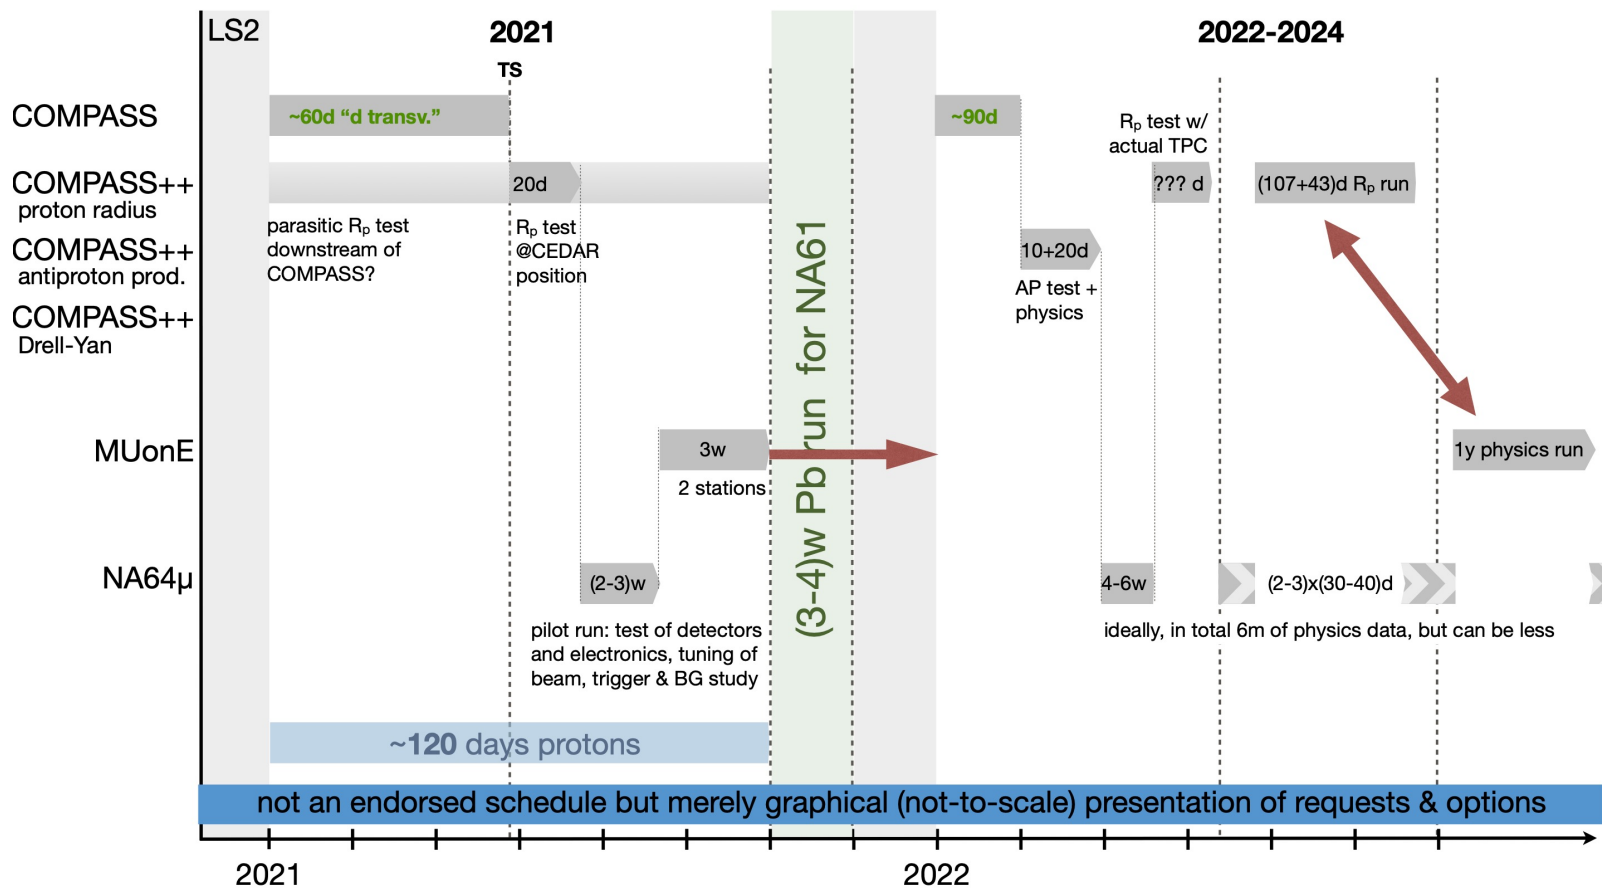 LS2
2021
2022-2024
TS
COMPASS
~60d “d transv.”
~90d
Rp test w/
actual TPC
COMPASS++
proton radius
20d
??? d
(107+43)d Rp run
parasitic Rp test
downstream of
COMPASS?
Rp test
@CEDAR
position
COMPASS++
antiproton prod.
10+20d
AP test +
physics
COMPASS++
Drell-Yan
(3-4)w Pb run for NA61
MUonE
3w
2 stations
1y physics run
NA64µ
(2-3)w
4-6w
(2-3)x(30-40)d
pilot run: test of detectors
and electronics, tuning of
beam, trigger & BG study
ideally, in total 6m of physics data, but can be less
~120 days protons
not an endorsed schedule but merely graphical (not-to-scale) presentation of requests & options
2021
2022